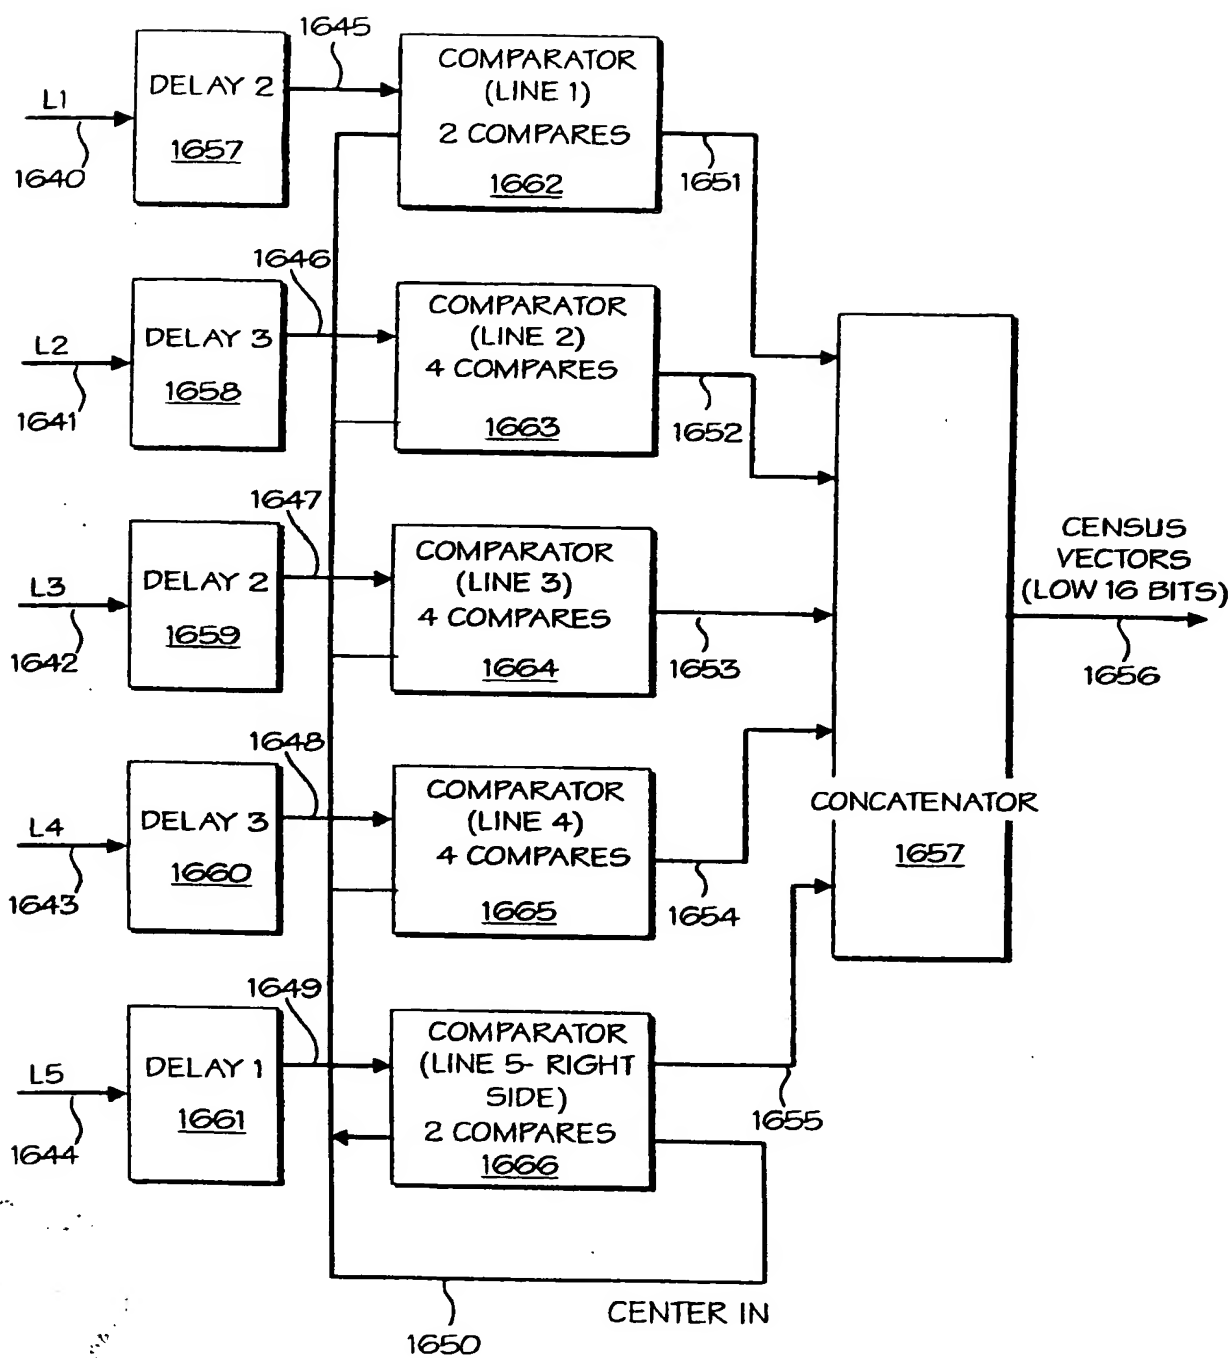 1645
L1
1640
DELAY 2
1657
COMPARATOR
(LINE 1)
2 COMPARES
1662
1651
1646
L2
1641
DELAY 3
1658
COMPARATOR
(LINE 2)
4 COMPARES
1663
1652
1647
L3
1642
DELAY 2
1659
COMPARATOR
(LINE 3)
4 COMPARES
1664
1653
1648
L4
1643
DELAY 3
1660
COMPARATOR
(LINE 4)
4 COMPARES
1665
1654
1649
L5
1644
DELAY 1
1661
COMPARATOR
(LINE 5- RIGHT
SIDE)
2 COMPARES
1666
1655
CONCATENATOR
1657
CENSUS
VECTORS
(LOW 16 BITS)
1656
CENTER IN
1650